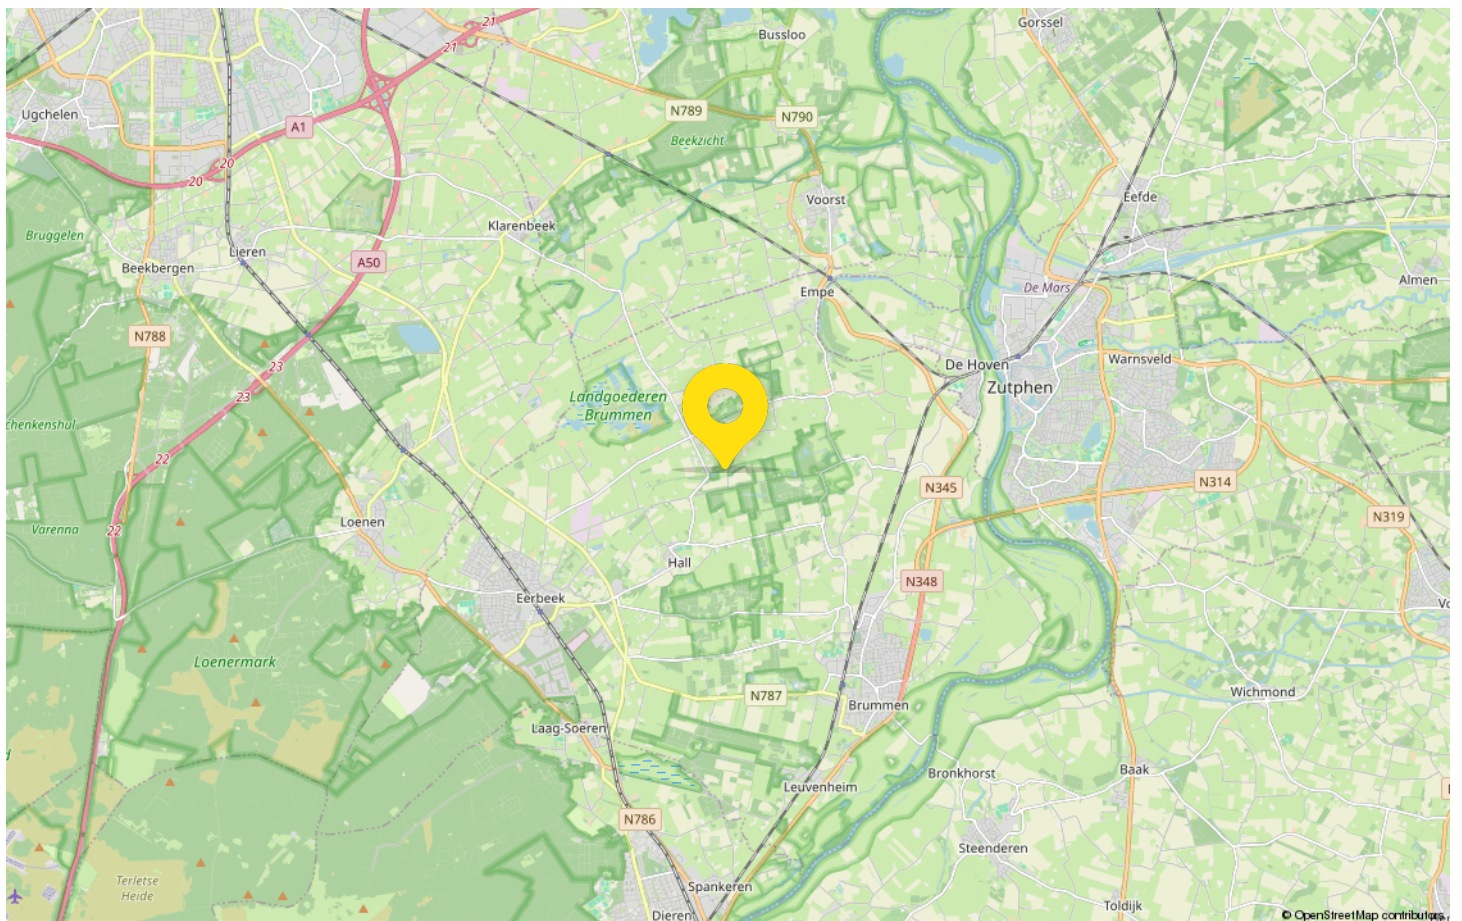 21
Gorssel
21
Bussloo
Ugchelen
A1
N789
N790
Beekzicht
20
20
Voorst
Eefde
Klarenbeek
Bruggelen
Lieren
Beekbergen
A50
Almen
Empe
De Mars
N788
23
De Hoven
Warnsveld
Zutphen
23
Landgoederen
Brummen
chenkenshul
22
N345
N314
Loenen
N319
Varenna
22
Hall
N348
Eerbeek
Loenermark
N787
Wichmond
Brummen
Laag-Soeren
Bronkhorst
Baak
Leuvenheim
N786
Steenderen
Terletse
Heide
Spankeren
Toldijk
Dieren
© OpenStreetMap contributors